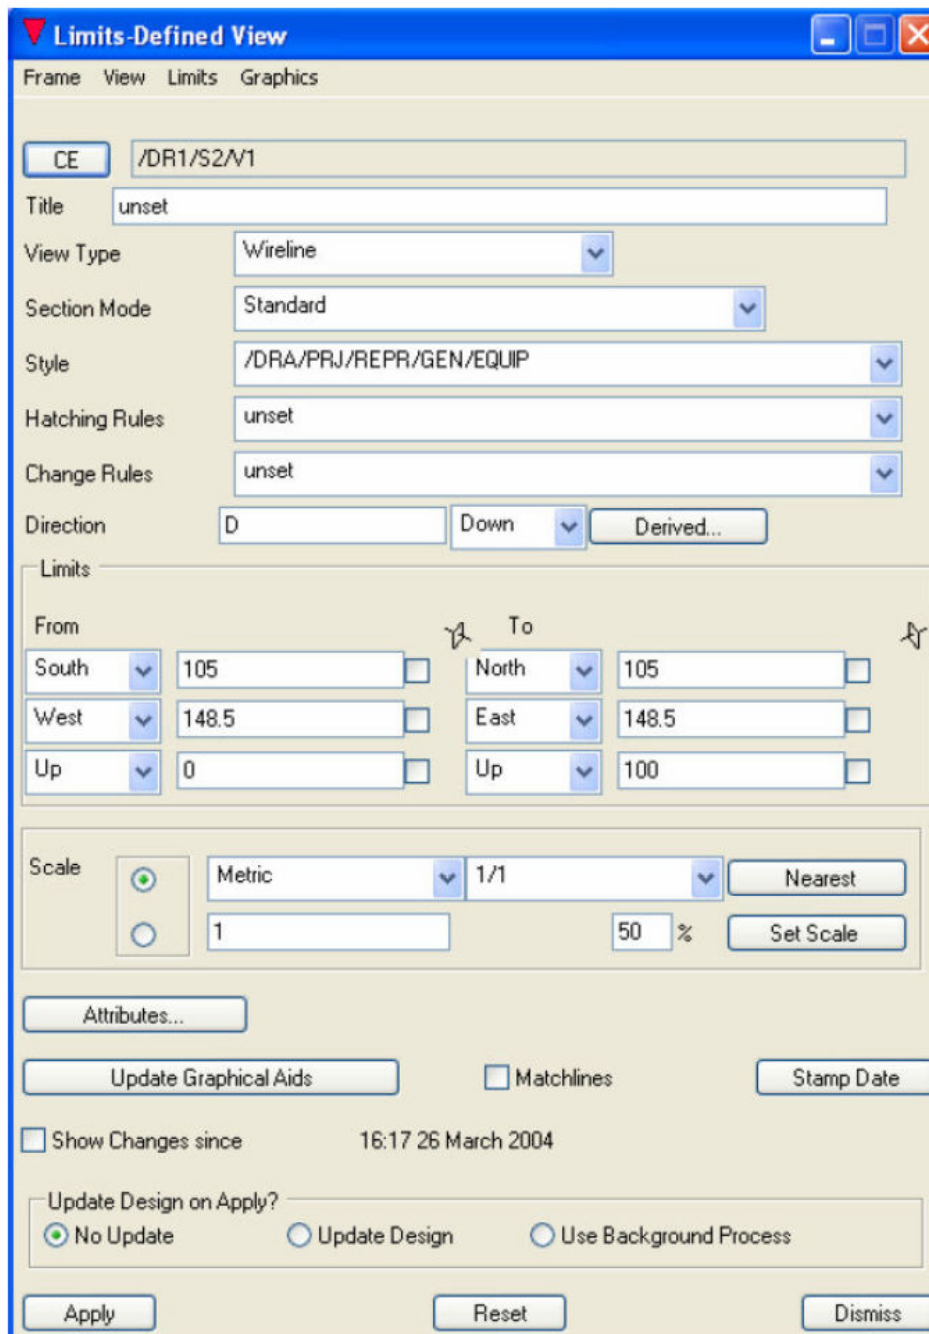 Limits-Defined View
Frame View Limits Graphics
CE /DR1/S2/V1
Title unset
View Type Wireline
Section Mode Standard
Style /DRA/PRJ/REPR/GEN/EQUIP
Hatching Rules unset
Change Rules unset
Direction D Down Derived...
Limits
From To
South 105 North 105
West 148.5 East 148.5
Up 0 Up 100
Scale Metric 1/1 Nearest
1 50 % Set Scale
Attributes...
Update Graphical Aids Matchlines Stamp Date
Show Changes since 16:17 26 March 2004
Update Design on Apply?
No Update Update Design Use Background Process
Apply Reset Dismiss